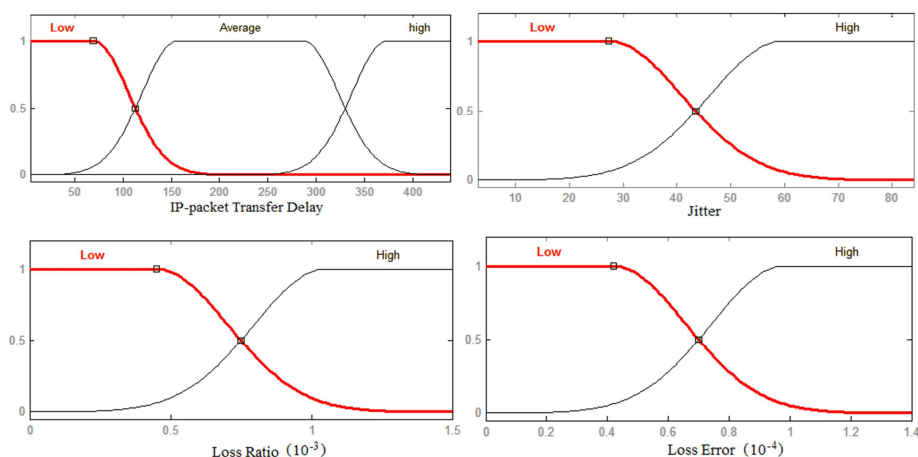 Low Average high
1
0.5
0
50 100 150 200 250 300 350 400
IP-packet Transfer Delay
Low High
1
0.5
0
10 20 30 40 50 60 70 80
Jitter
Low High
1
0.5
0
0 0.5 1 1.5
Loss Ratio (10⁻³)
Low High
1
0.5
0
0 0.2 0.4 0.6 0.8 1 1.2 1.4
Loss Error (10⁻⁴)